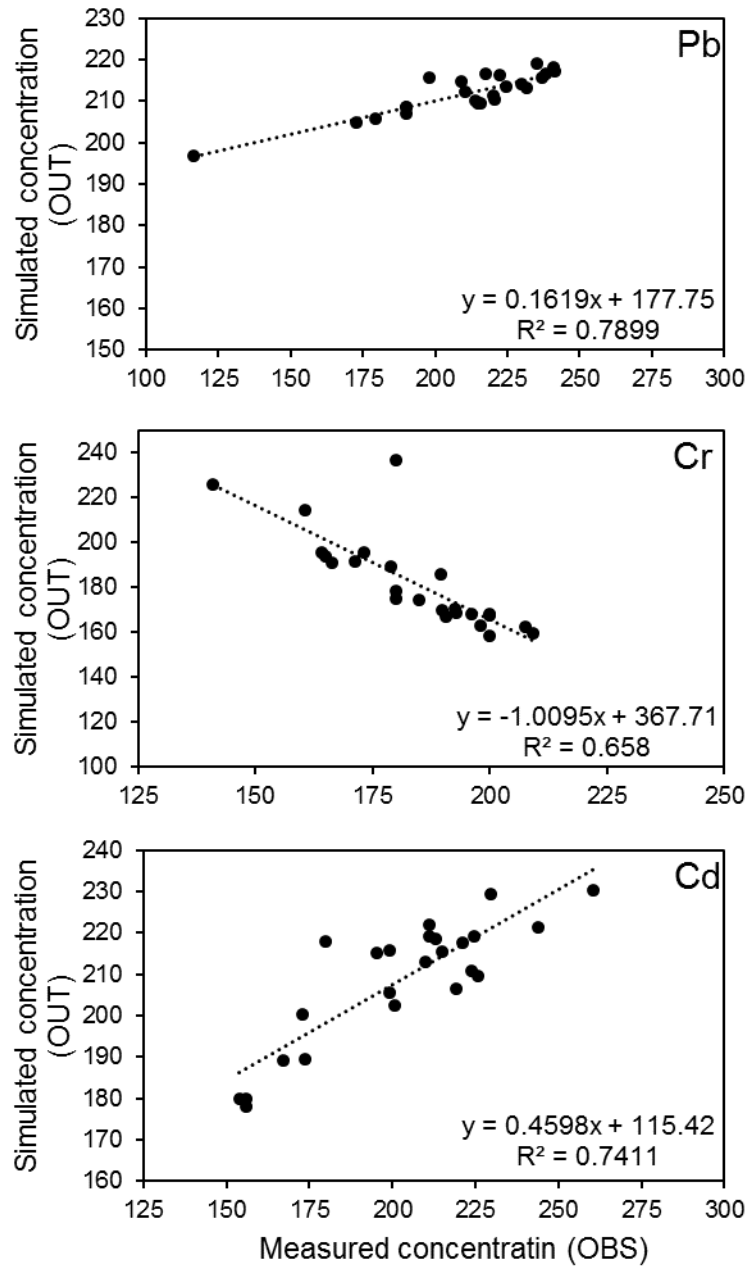 Pb
Simulated concentration
(OUT)
230
220
210
200
190
180
170
160
150
y = 0.1619x + 177.75
R² = 0.7899
100 125 150 175 200 225 250 275 300
Cr
Simulated concentration
(OUT)
240
220
200
180
160
140
120
100
y = -1.0095x + 367.71
R² = 0.658
125 150 175 200 225 250
Cd
Simulated concentration
(OUT)
240
230
220
210
200
190
180
170
160
y = 0.4598x + 115.42
R² = 0.7411
125 150 175 200 225 250 275 300
Measured concentratin (OBS)